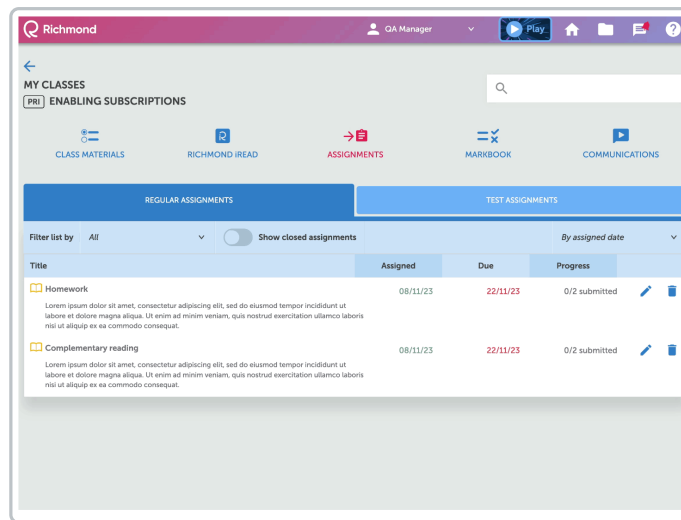 Richmond
QA Manager
Play
?
MY CLASSES
PRI ENABLING SUBSCRIPTIONS
CLASS MATERIALS
RICHMOND iREAD
ASSIGNMENTS
MARKBOOK
COMMUNICATIONS
REGULAR ASSIGNMENTS
TEST ASSIGNMENTS
Filter list by All Show closed assignments By assigned date
Title Assigned Due Progress
Homework 08/11/23 22/11/23 0/2 submitted
Lorem ipsum dolor sit amet, consectetur adipiscing elit, sed do eiusmod tempor incididunt ut
labore et dolore magna aliqua. Ut enim ad minim veniam, quis nostrud exercitation ullamco laboris
nisi ut aliquip ex ea commodo consequat.
Complementary reading 08/11/23 22/11/23 0/2 submitted
Lorem ipsum dolor sit amet, consectetur adipiscing elit, sed do eiusmod tempor incididunt ut
labore et dolore magna aliqua. Ut enim ad minim veniam, quis nostrud exercitation ullamco laboris
nisi ut aliquip ex ea commodo consequat.